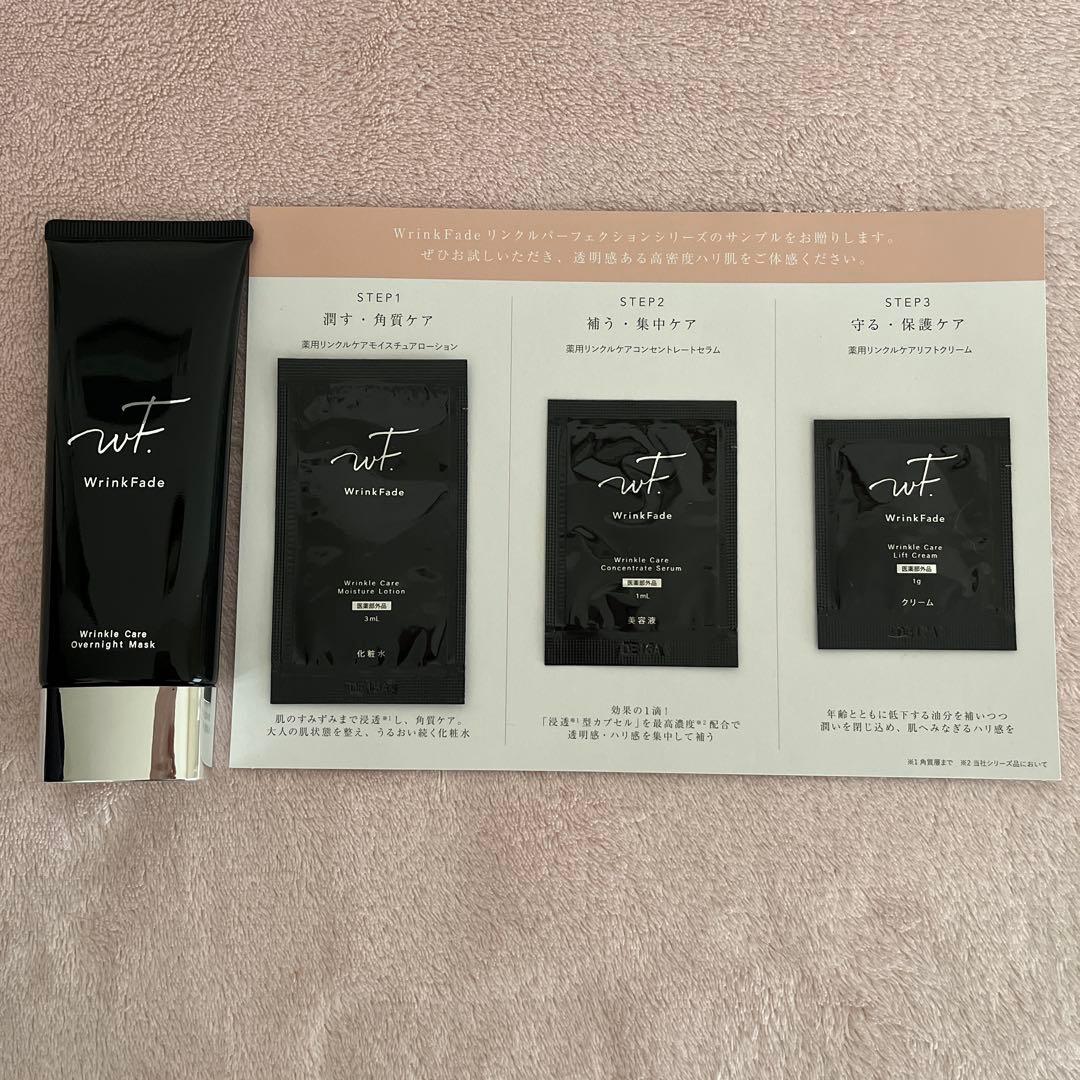 WF.
WrinkFade
Wrinkle Care
Overnight Mask
WrinkFadeリンクルパーフェクションシリーズのサンプルをお贈りします。
ぜひお試しいただき、透明感ある高密度ハリ肌をご体感ください。
STEP1
潤す・角質ケア
薬用リンクルケアモイスチュアローション
WF.
WrinkFade
Wrinkle Care
Moisture Lotion
医薬部外品
3mL
化粧水
肌のすみずみまで浸透※1し、角質ケア。
大人の肌状態を整え、うるおい続く化粧水
STEP2
補う・集中ケア
薬用リンクルケアコンセントレートセラム
WF.
WrinkFade
Wrinkle Care
Concentrate Serum
医薬部外品
1mL
美容液
効果の1滴！
「浸透※1型カプセル」を最高濃度※2配合で
透明感・ハリ感を集中して補う
STEP3
守る・保護ケア
薬用リンクルケアリフトクリーム
WF.
WrinkFade
Wrinkle Care
Lift Cream
医薬部外品
1g
クリーム
年齢とともに低下する油分を補いつつ
潤いを閉じ込め、肌へみなぎるハリ感を
※1 角質層まで ※2 当社シリーズ品において